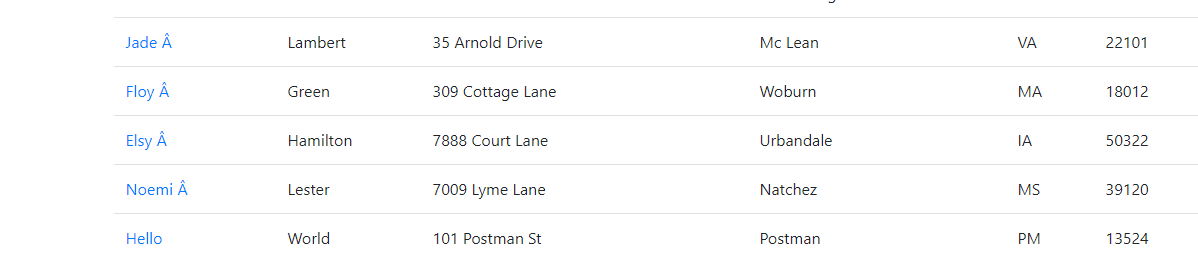 Jade Â Lambert 35 Arnold Drive Mc Lean VA 22101
Floy Â Green 309 Cottage Lane Woburn MA 18012
Elsy Â Hamilton 7888 Court Lane Urbandale IA 50322
Noemi Â Lester 7009 Lyme Lane Natchez MS 39120
Hello World 101 Postman St Postman PM 13524